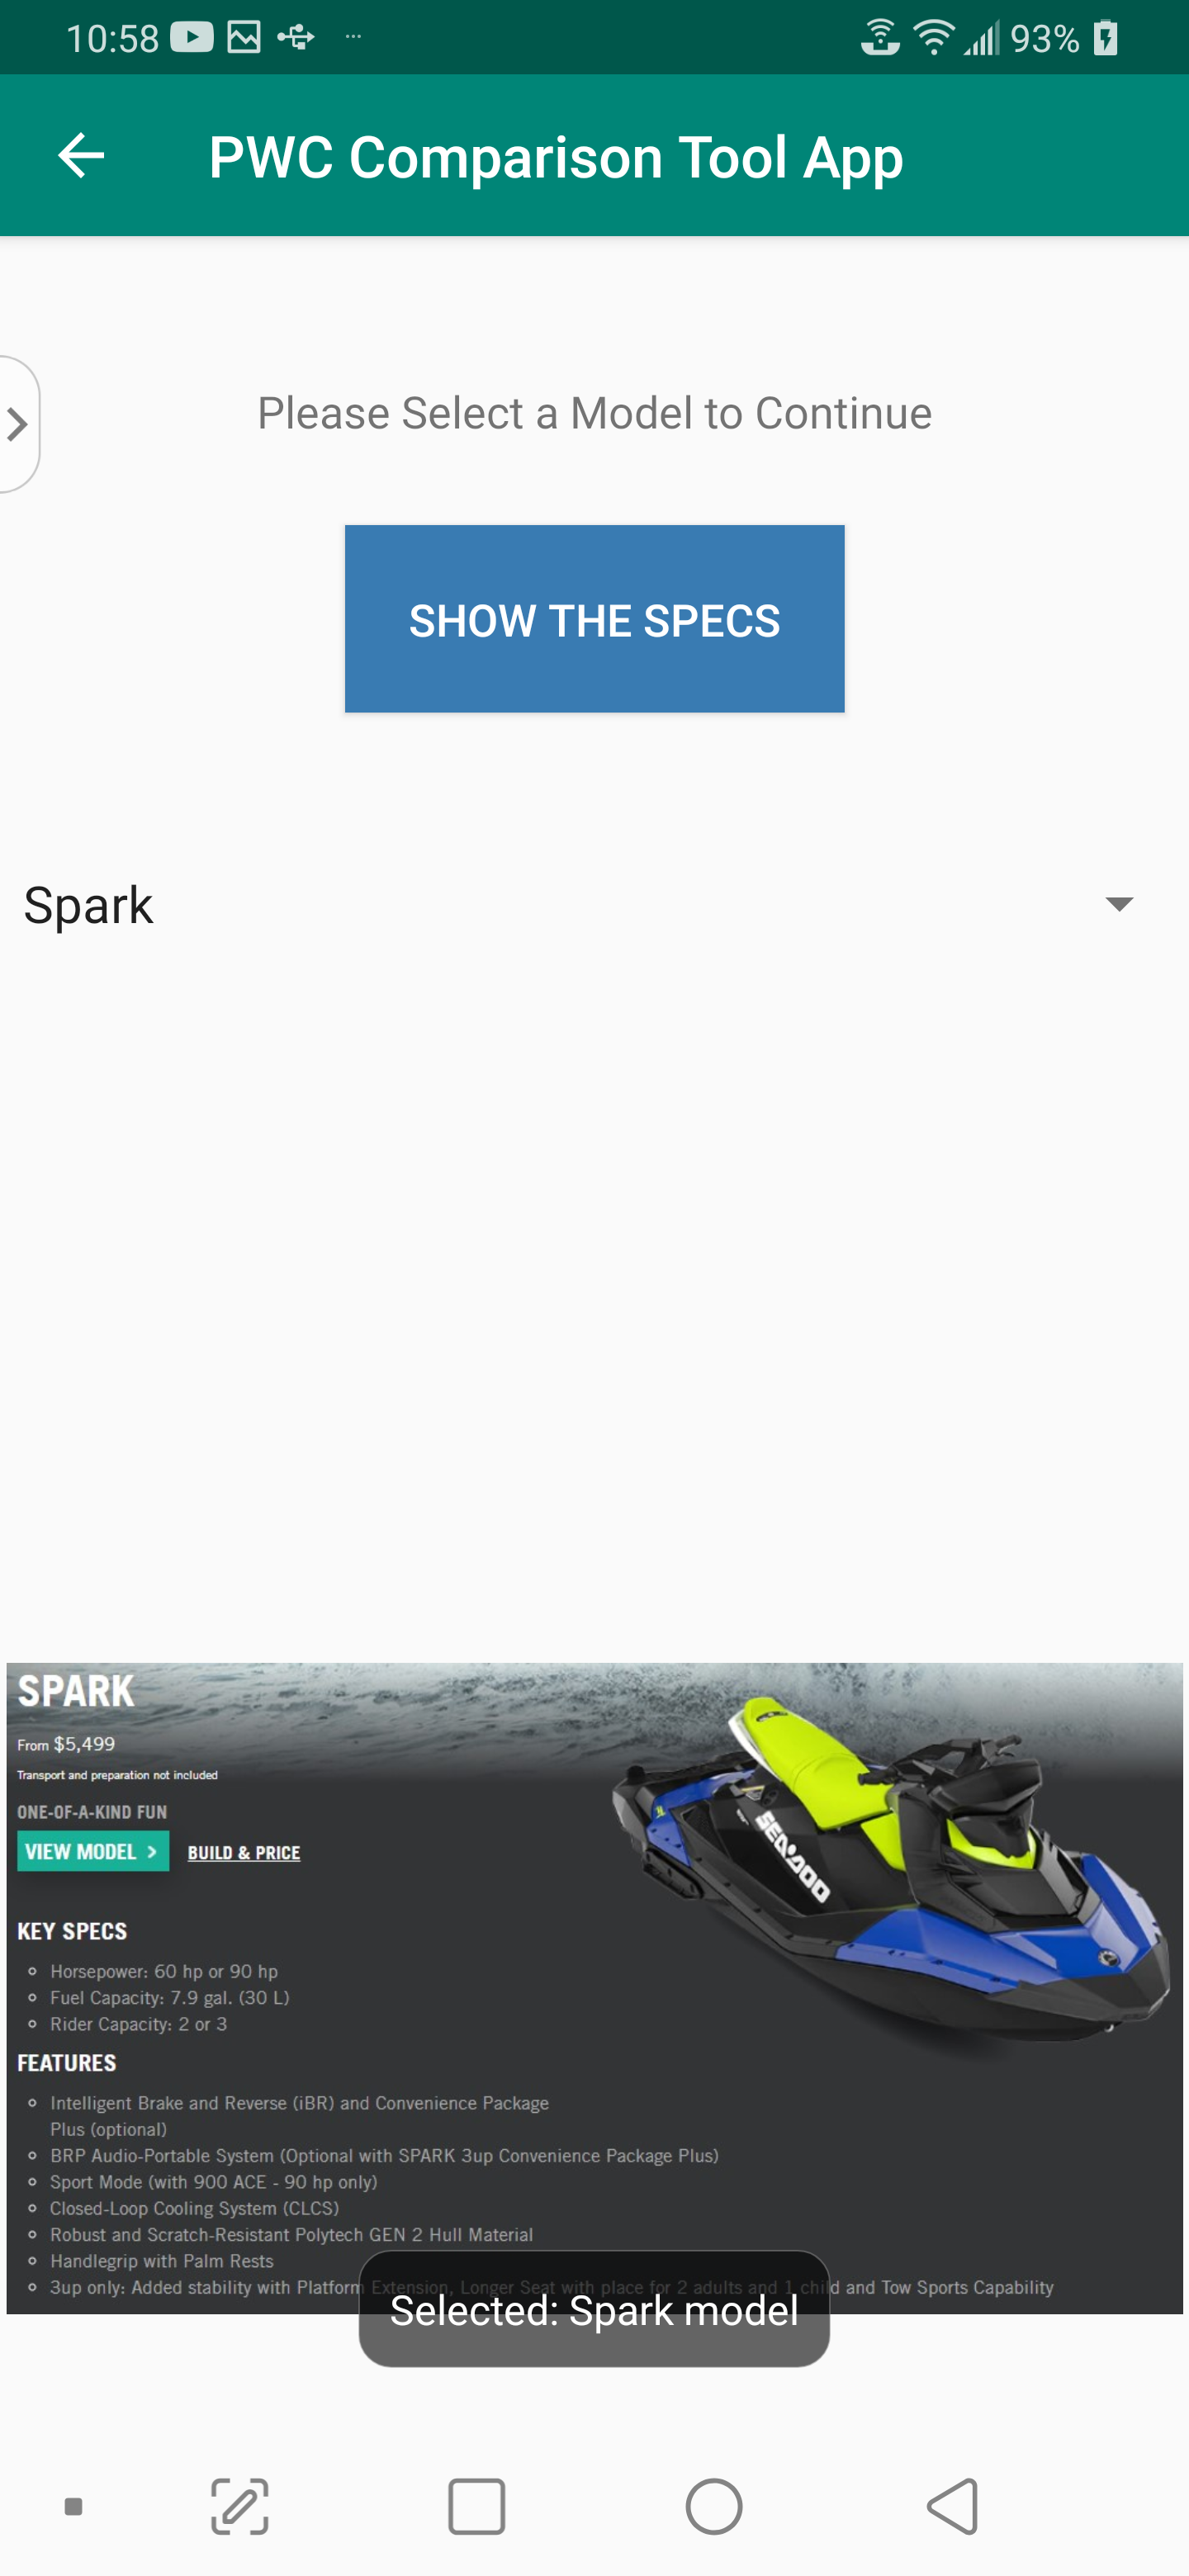 10:58
93%
PWC Comparison Tool App
Please Select a Model to Continue
SHOW THE SPECS
Spark
SPARK
From $5,499
Transport and preparation not included
ONE-OF-A-KIND FUN
VIEW MODEL >
BUILD & PRICE
SEA-DOO
KEY SPECS
Horsepower: 60 hp or 90 hp
Fuel Capacity: 7.9 gal. (30 L)
Rider Capacity: 2 or 3
FEATURES
Intelligent Brake and Reverse (iBR) and Convenience Package
Plus (optional)
BRP Audio-Portable System (Optional with SPARK 3up Convenience Package Plus)
Sport Mode (with 900 ACE - 90 hp only)
Closed-Loop Cooling System (CLCS)
Robust and Scratch-Resistant Polytech GEN 2 Hull Material
Handlegrip with Palm Rests
3up only: Added stability with Platform Extension, Longer Seat with place for 2 adults and 1 child and Tow Sports Capability
Selected: Spark model